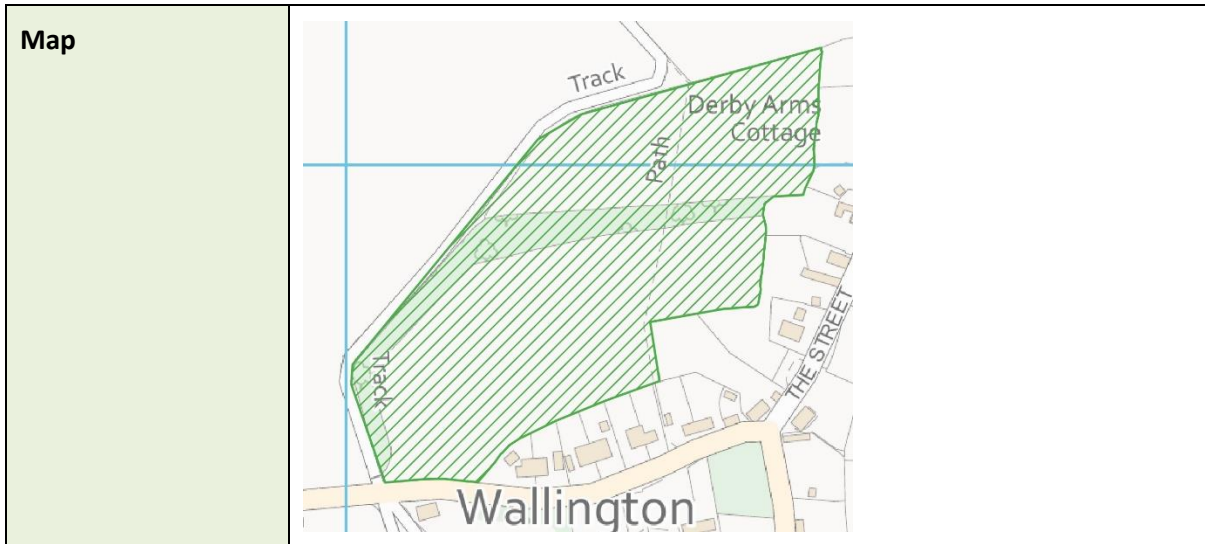 Map
Track
Derby Arms
Cottage
Path
Track
THE STREET
Wallington